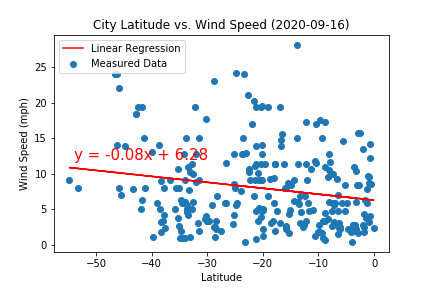 City Latitude vs. Wind Speed (2020-09-16)
Linear Regression
Measured Data
y = -0.08x + 6.28
Wind Speed (mph)
25
20
15
10
5
0
−50
−40
−30
−20
−10
0
Latitude